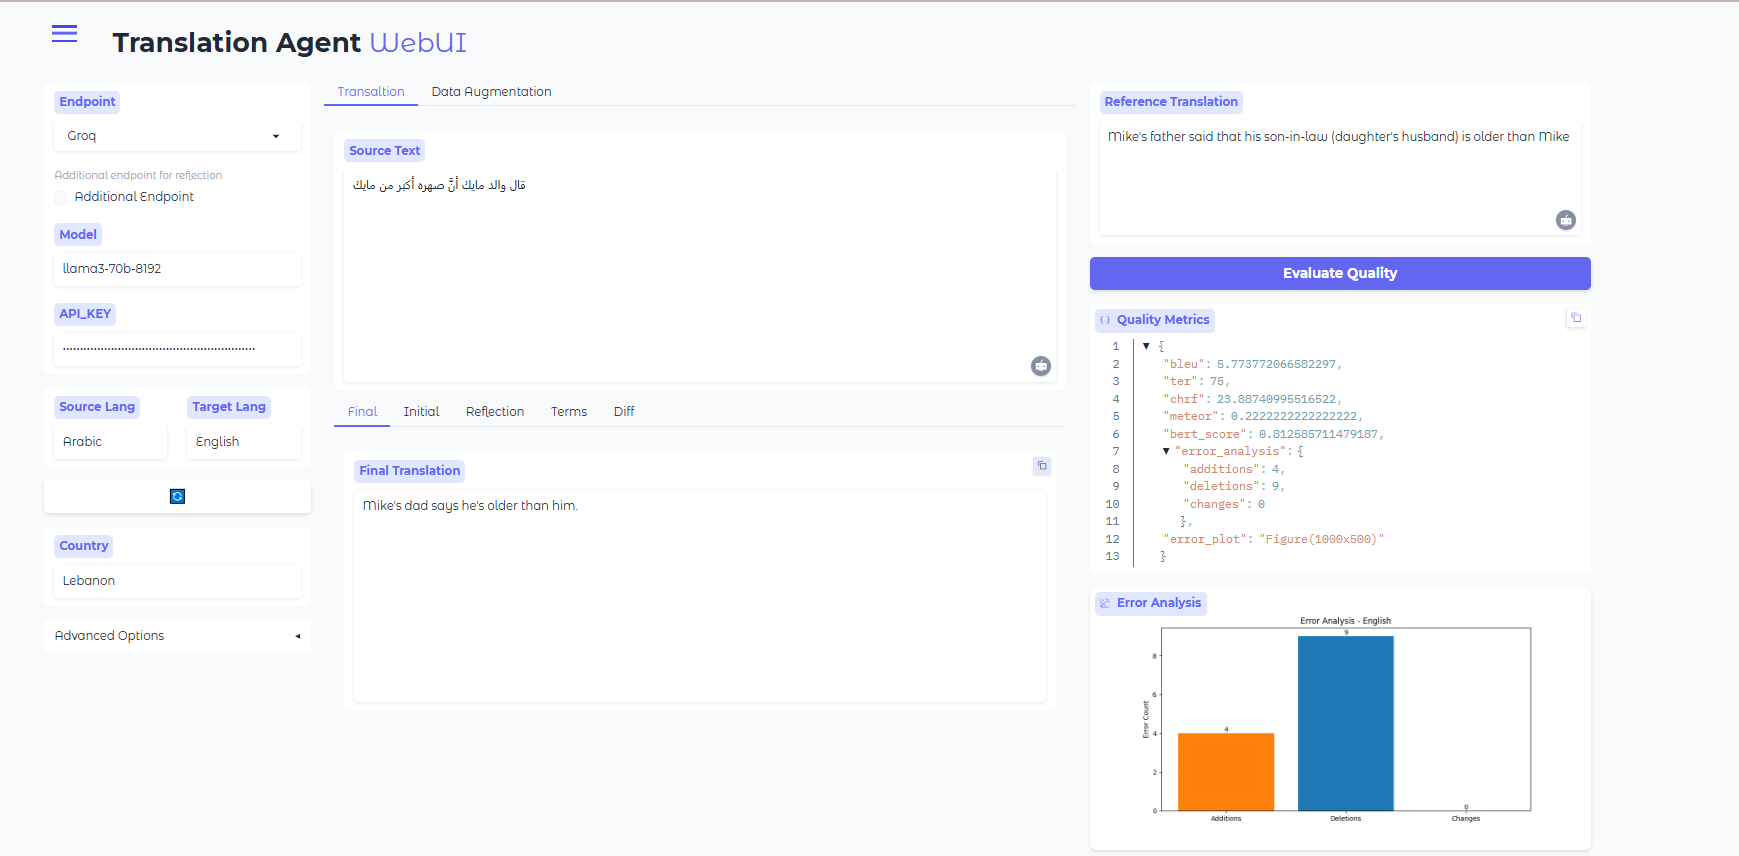 Translation Agent WebUI
Endpoint
Groq
Additional endpoint for reflection
Additional Endpoint
Model
llama3-70b-8192
API_KEY
Source Lang
Target Lang
Arabic
English
Country
Lebanon
Advanced Options
Transaltion
Data Augmentation
Source Text
قال والد مايك أنَّ صهره أكبر من مايك
Final
Initial
Reflection
Terms
Diff
Final Translation
Mike's dad says he's older than him.
Reference Translation
Mike's father said that his son-in-law (daughter's husband) is older than Mike
Evaluate Quality
Quality Metrics
1 {
2 "bleu": 5.773772066582297,
3 "ter": 75,
4 "chrf": 23.88740995516522,
5 "meteor": 0.2222222222222222,
6 "bert_score": 0.812585711479187,
7 "error_analysis": {
8 "additions": 4,
9 "deletions": 9,
10 "changes": 0
11 },
12 "error_plot": "Figure(1000x500)"
13 }
Error Analysis
Error Analysis - English
Error Count
8
6
4
2
0
4
9
0
Additions
Deletions
Changes